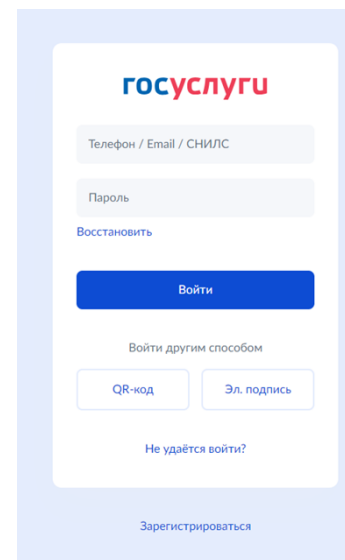 госуслуги
Телефон / Email / СНИЛС
Пароль
Восстановить
Войти
Войти другим способом
QR-код
Эл. подпись
Не удаётся войти?
Зарегистрироваться